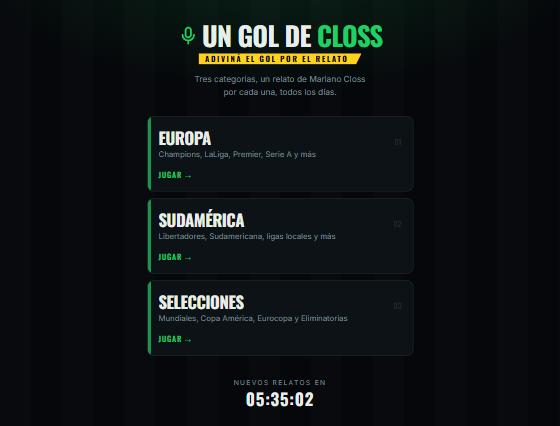 UN GOL DE CLOSS
ADIVINÁ EL GOL POR EL RELATO
Tres categorías, un relato de Mariano Closs
por cada una, todos los días.
EUROPA
01
Champions, LaLiga, Premier, Serie A y más
JUGAR →
SUDAMÉRICA
02
Libertadores, Sudamericana, ligas locales y más
JUGAR →
SELECCIONES
03
Mundiales, Copa América, Eurocopa y Eliminatorias
JUGAR →
NUEVOS RELATOS EN
05:35:02